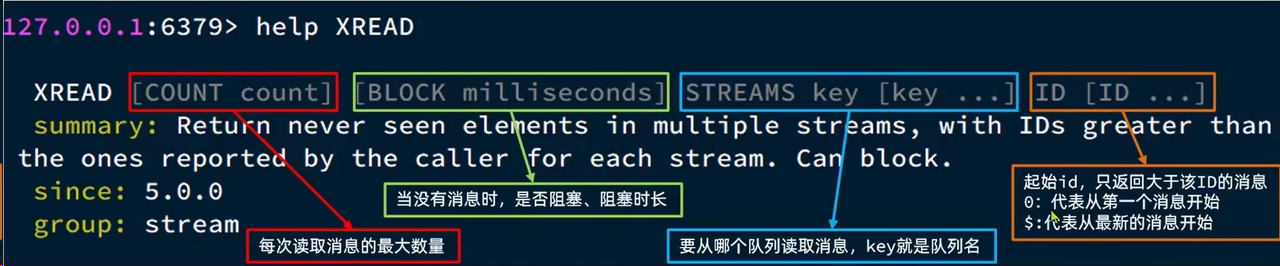 127.0.0.1:6379> help XREAD
XREAD [COUNT count] [BLOCK milliseconds] STREAMS key [key ...] ID [ID ...]
summary: Return never seen elements in multiple streams, with IDs greater than
the ones reported by the caller for each stream. Can block.
since: 5.0.0
group: stream
当没有消息时，是否阻塞、阻塞时长
每次读取消息的最大数量
要从哪个队列读取消息，key就是队列名
起始id，只返回大于该ID的消息
0：代表从第一个消息开始
$:代表从最新的消息开始